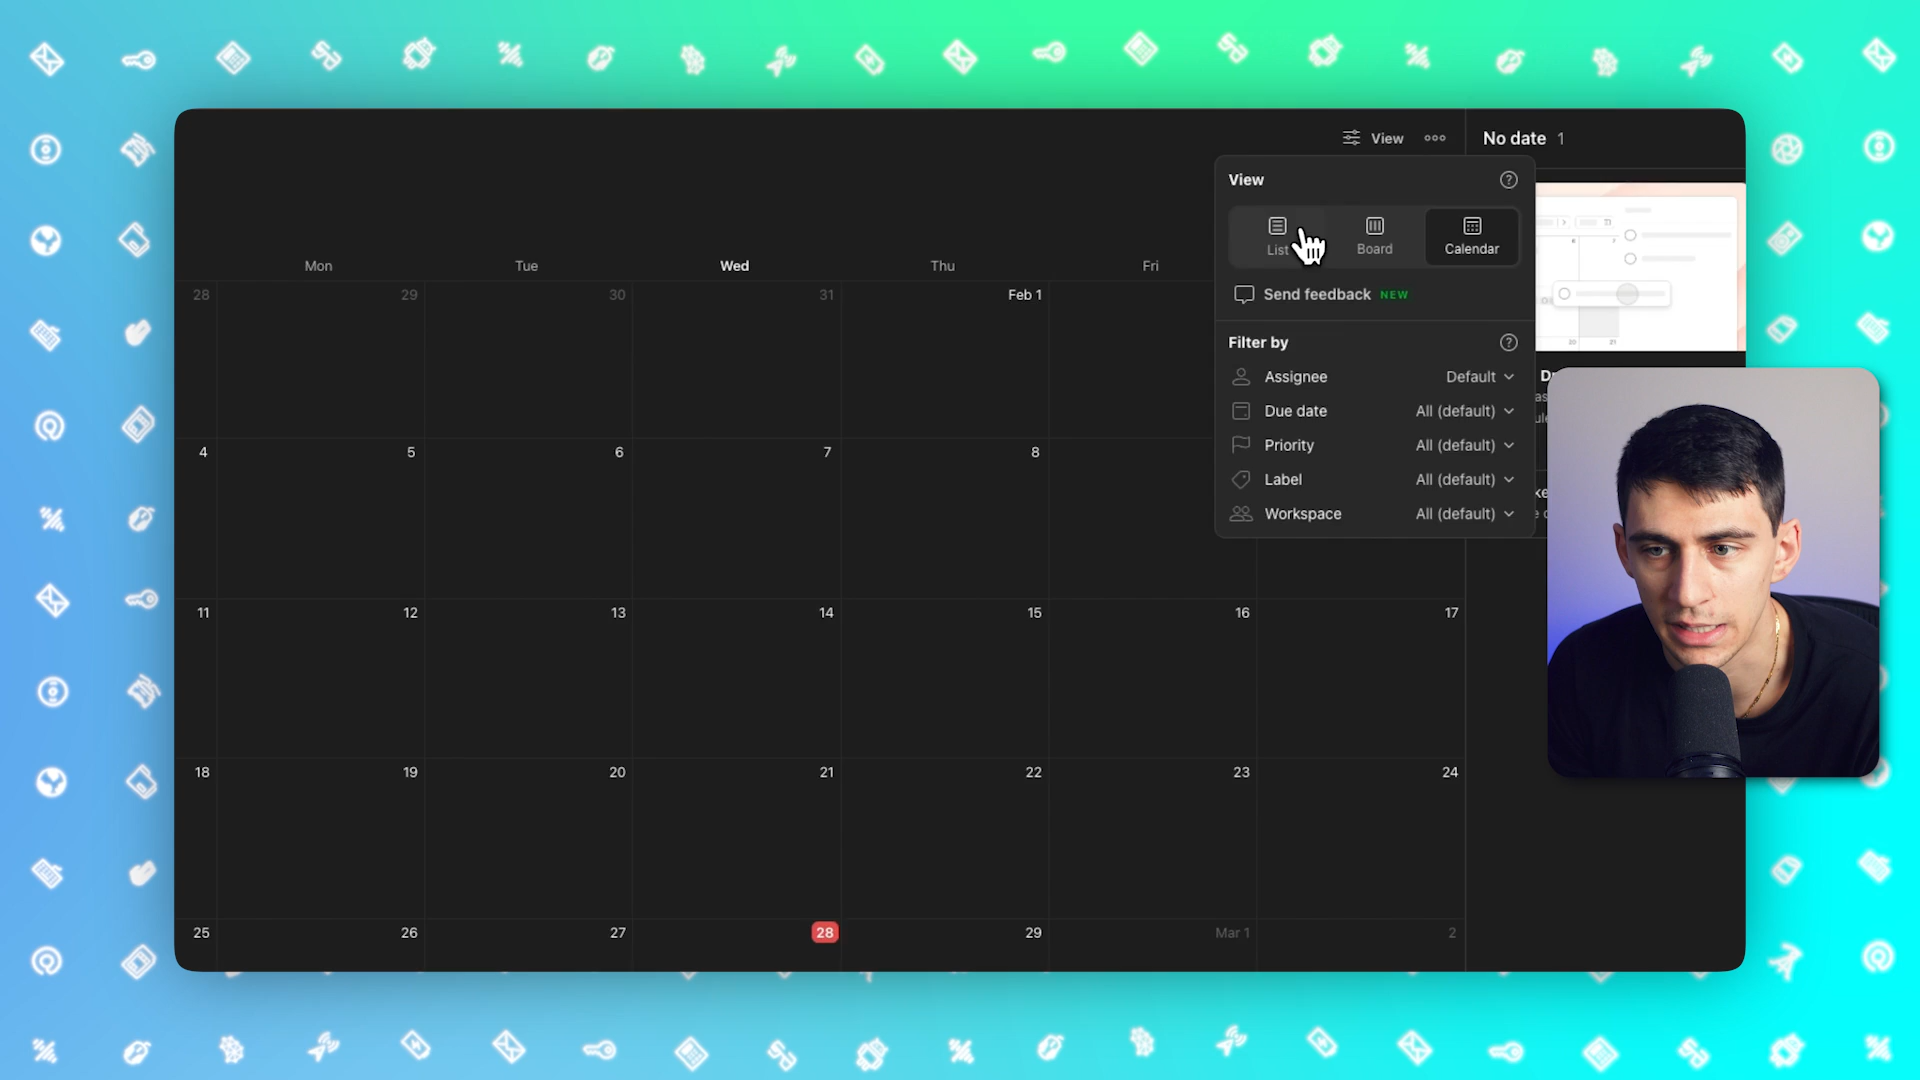 View
No date 1
View
List
Board
Calendar
Send feedback NEW
Filter by
Assignee Default
Due date All (default)
Priority All (default)
Label All (default)
Workspace All (default)
Mon Tue Wed Thu Fri
28 29 30 31 Feb 1
4 5 6 7 8
11 12 13 14 15 16 17
18 19 20 21 22 23 24
25 26 27 28 29 Mar 1 2